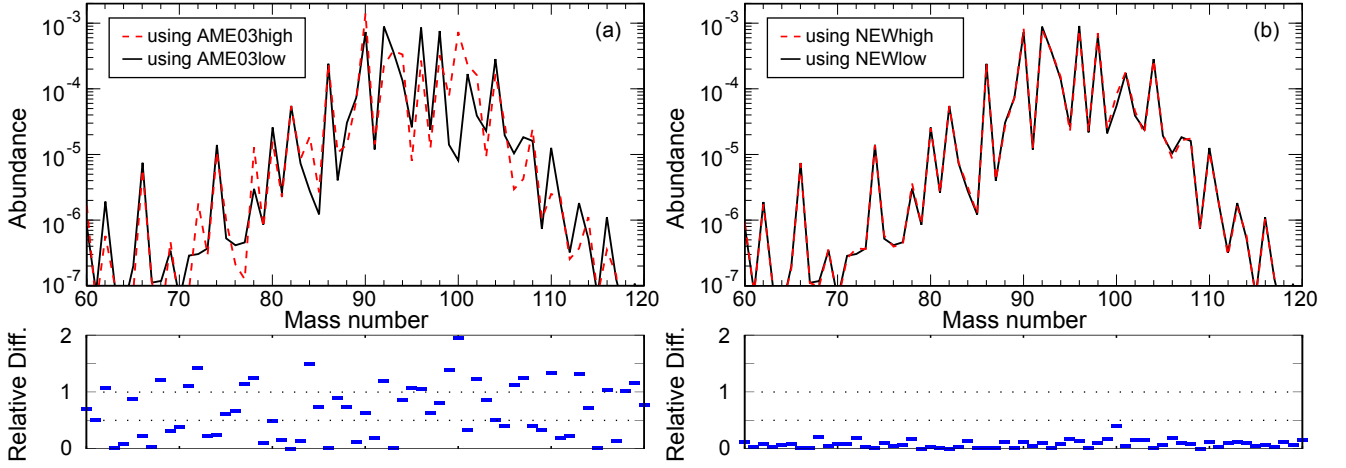 10⁻³
10⁻⁴
10⁻⁵
10⁻⁶
10⁻⁷
Abundance
using AME03high
using AME03low
(a)
60 70 80 90 100 110 120
Mass number
2
1
0
Relative Diff.
10⁻³
10⁻⁴
10⁻⁵
10⁻⁶
10⁻⁷
Abundance
using NEWhigh
using NEWlow
(b)
60 70 80 90 100 110 120
Mass number
2
1
0
Relative Diff.